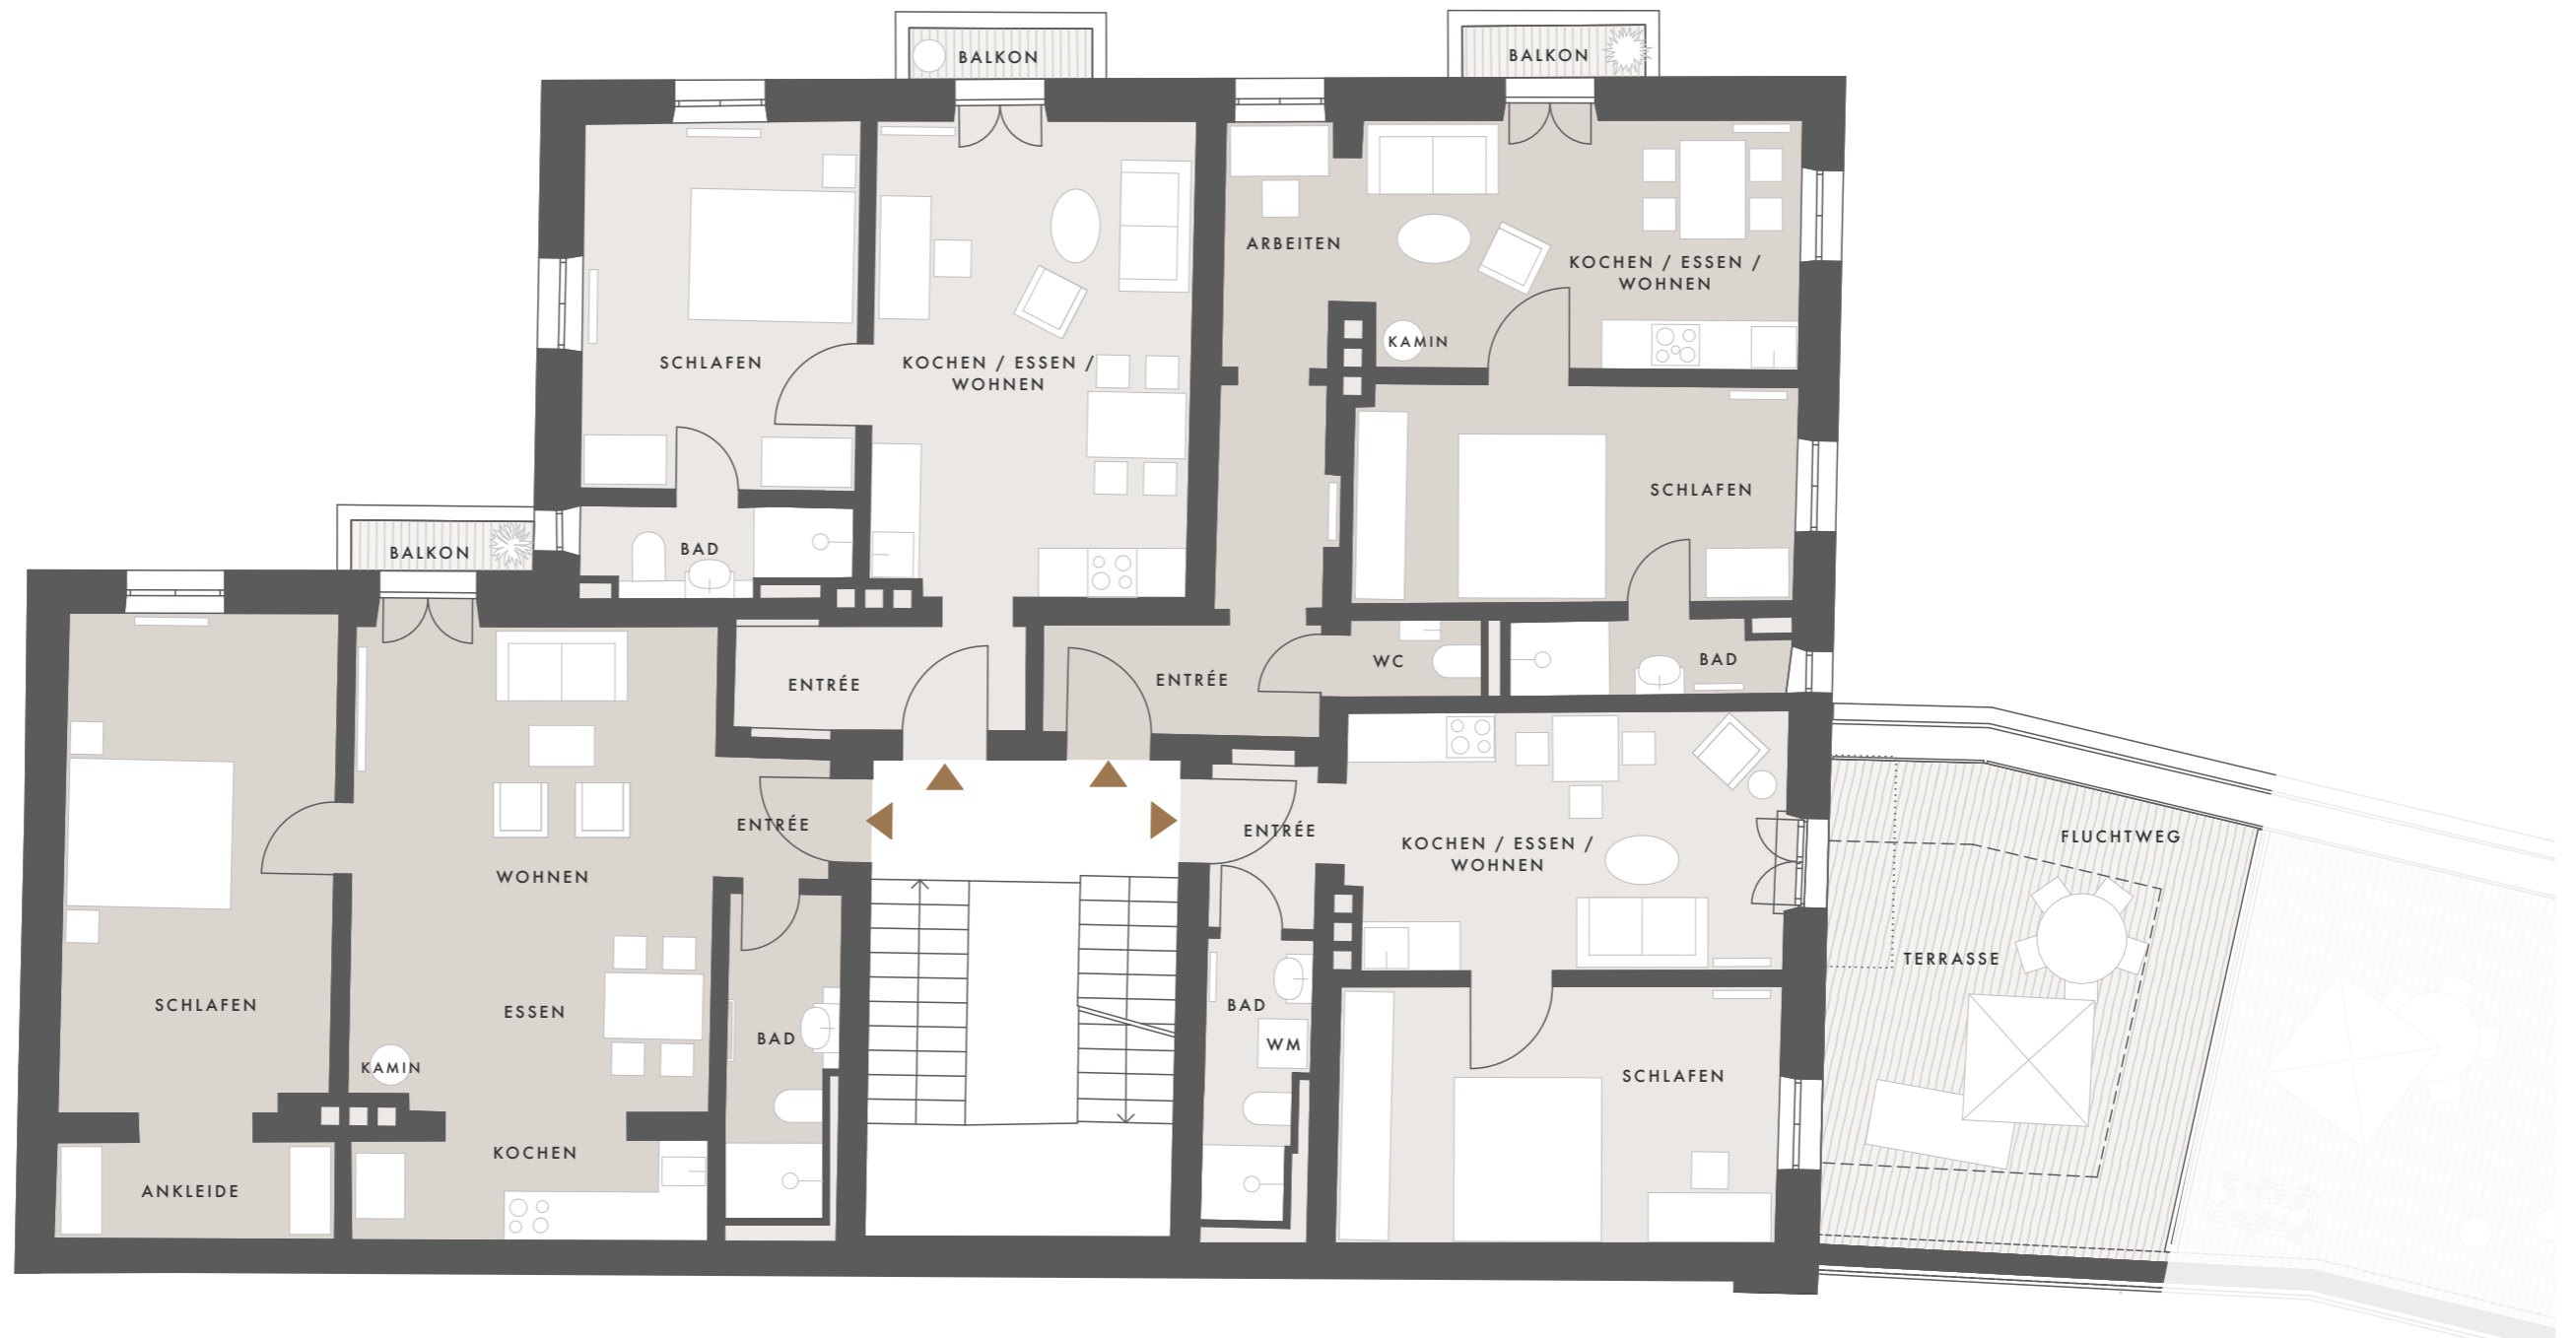 BALKON
BALKON
ARBEITEN
KOCHEN / ESSEN /
WOHNEN
KAMIN
SCHLAFEN
KOCHEN / ESSEN /
WOHNEN
SCHLAFEN
BALKON
BAD
ENTRÉE
ENTRÉE
WC
BAD
ENTRÉE
ENTRÉE
KOCHEN / ESSEN /
WOHNEN
FLUCHTWEG
WOHNEN
TERRASSE
SCHLAFEN
ESSEN
BAD
BAD
WM
KAMIN
SCHLAFEN
KOCHEN
ANKLEIDE